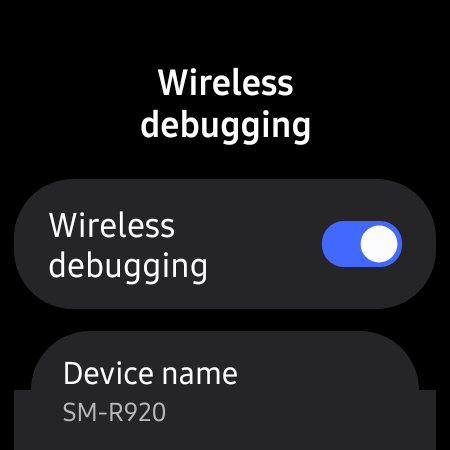 Wireless
debugging
Wireless
debugging
Device name
SM-R920